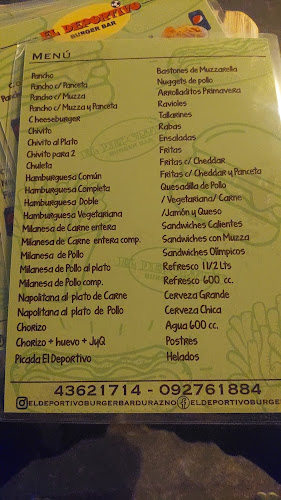 EL DEPORTIVO
BURGER BAR
MENÚ
Pancho
Pancho c/ Panceta
Pancho c/ Muzza
Pancho c/ Muzza y Panceta
Cheeseburger
Chivito
Chivito al Plato
Chivito para 2
Chuleta
Hamburguesa Común
Hamburguesa Completa
Hamburguesa Doble
Hamburguesa Vegetariana
Milanesa de Carne entera
Milanesa de Carne entera comp.
Milanesa de Pollo
Milanesa de Pollo al plato
Milanesa de Pollo comp.
Napolitana al plato de Carne
Napolitana al plato de Pollo
Chorizo
Chorizo + huevo + JyQ
Picada El Deportivo
Bastones de Muzzarella
Nuggets de pollo
Arrolladitos Primavera
Ravioles
Tallarines
Rabas
Ensaladas
Fritas
Fritas c/ Cheddar
Fritas c/ Cheddar y Panceta
Quesadilla de Pollo
/ Vegetariana/ Carne
/Jamón y Queso
Sandwiches Calientes
Sandwiches con Muzza
Sandwiches Olímpicos
Refresco 1 1/2 Lts
Refresco 600 cc.
Cerveza Grande
Cerveza Chica
Agua 600 cc.
Postres
Helados
43621714 - 092761884
ELDEPORTIVOBURGERBARDURAZNO
ELDEPORTIVOBURGE